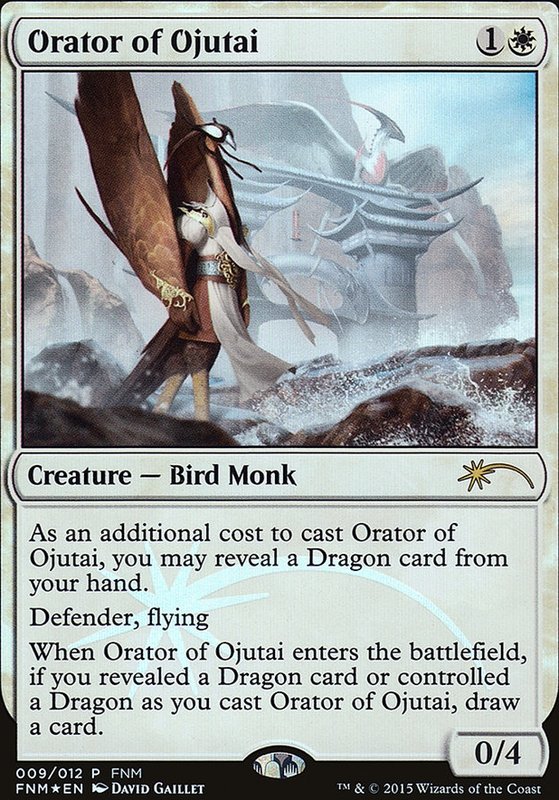 Orator of Ojutai 1
Creature — Bird Monk
As an additional cost to cast Orator of
Ojutai, you may reveal a Dragon card from
your hand.
Defender, flying
When Orator of Ojutai enters the battlefield,
if you revealed a Dragon card or controlled
a Dragon as you cast Orator of Ojutai, draw
a card.
0/4
009/012 P FNM
FNM★EN DAVID GAILLET
™ & © 2015 Wizards of the Coast